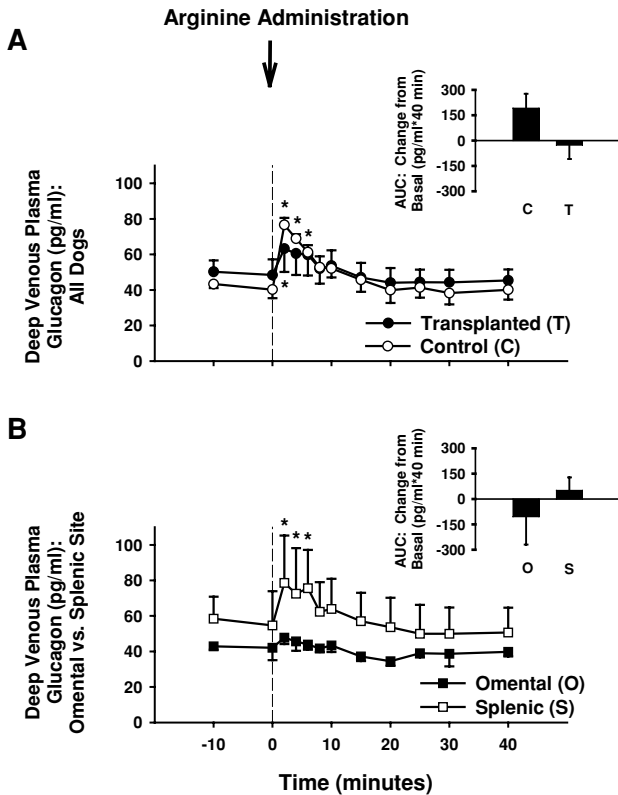 Arginine Administration
A
AUC: Change from
Basal (pg/ml*40 min)
300
150
0
-150
-300
C
T
Deep Venous Plasma
Glucagon (pg/ml):
All Dogs
100
80
60
40
20
0
*
*
*
*
Transplanted (T)
Control (C)
B
AUC: Change from
Basal (pg/ml*40 min)
300
150
0
-150
-300
O
S
Deep Venous Plasma
Glucagon (pg/ml):
Omental vs. Splenic Site
100
80
60
40
20
0
*
*
*
Omental (O)
Splenic (S)
-10 0 10 20 30 40
Time (minutes)